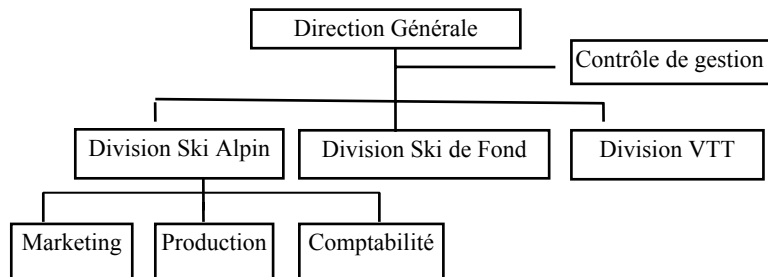 Direction Générale
Contrôle de gestion
Division Ski Alpin
Division Ski de Fond
Division VTT
Marketing
Production
Comptabilité